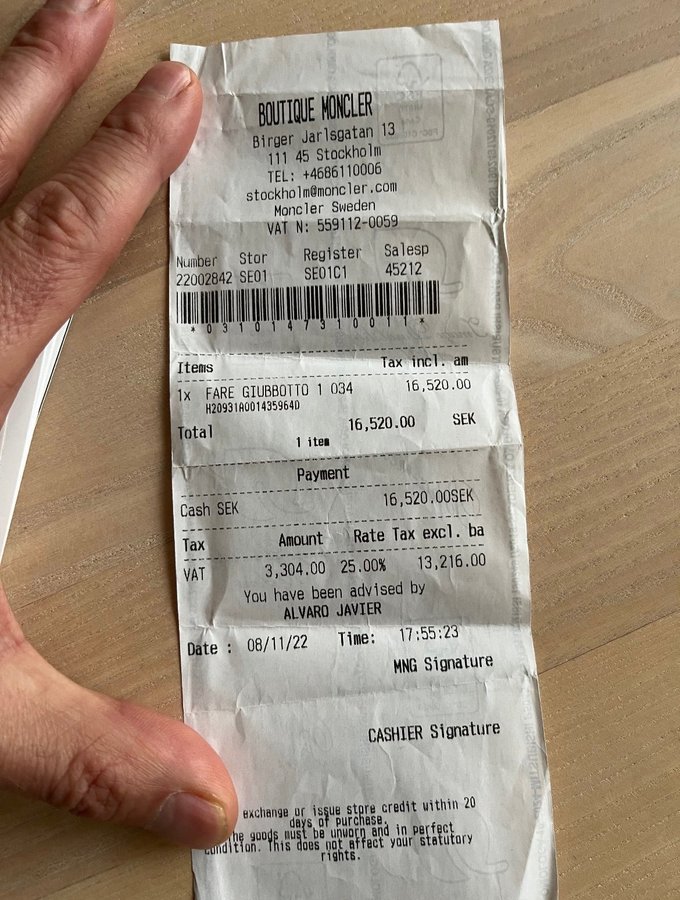 BOUTIQUE MONCLER
Birger Jarlsgatan 13
111 45 Stockholm
TEL: +4686110006
stockholm@moncler.com
Moncler Sweden
VAT N: 559112-0059
Number Stor Register Salesp
22002842 SE01 SE01C1 45212
*0310147310011*
Items Tax incl. am
1x FARE GIUBBOTTO 1 034 16,520.00
H20931A001435964D
Total 16,520.00 SEK
1 item
Payment
Cash SEK 16,520.00SEK
Tax Amount Rate Tax excl. ba
VAT 3,304.00 25.00% 13,216.00
You have been advised by
ALVARO JAVIER
Date : 08/11/22 Time: 17:55:23
MNG Signature
CASHIER Signature
exchange or issue store credit within 20
days of purchase.
goods must be unworn and in perfect
condition. This does not affect your statutory
rights.